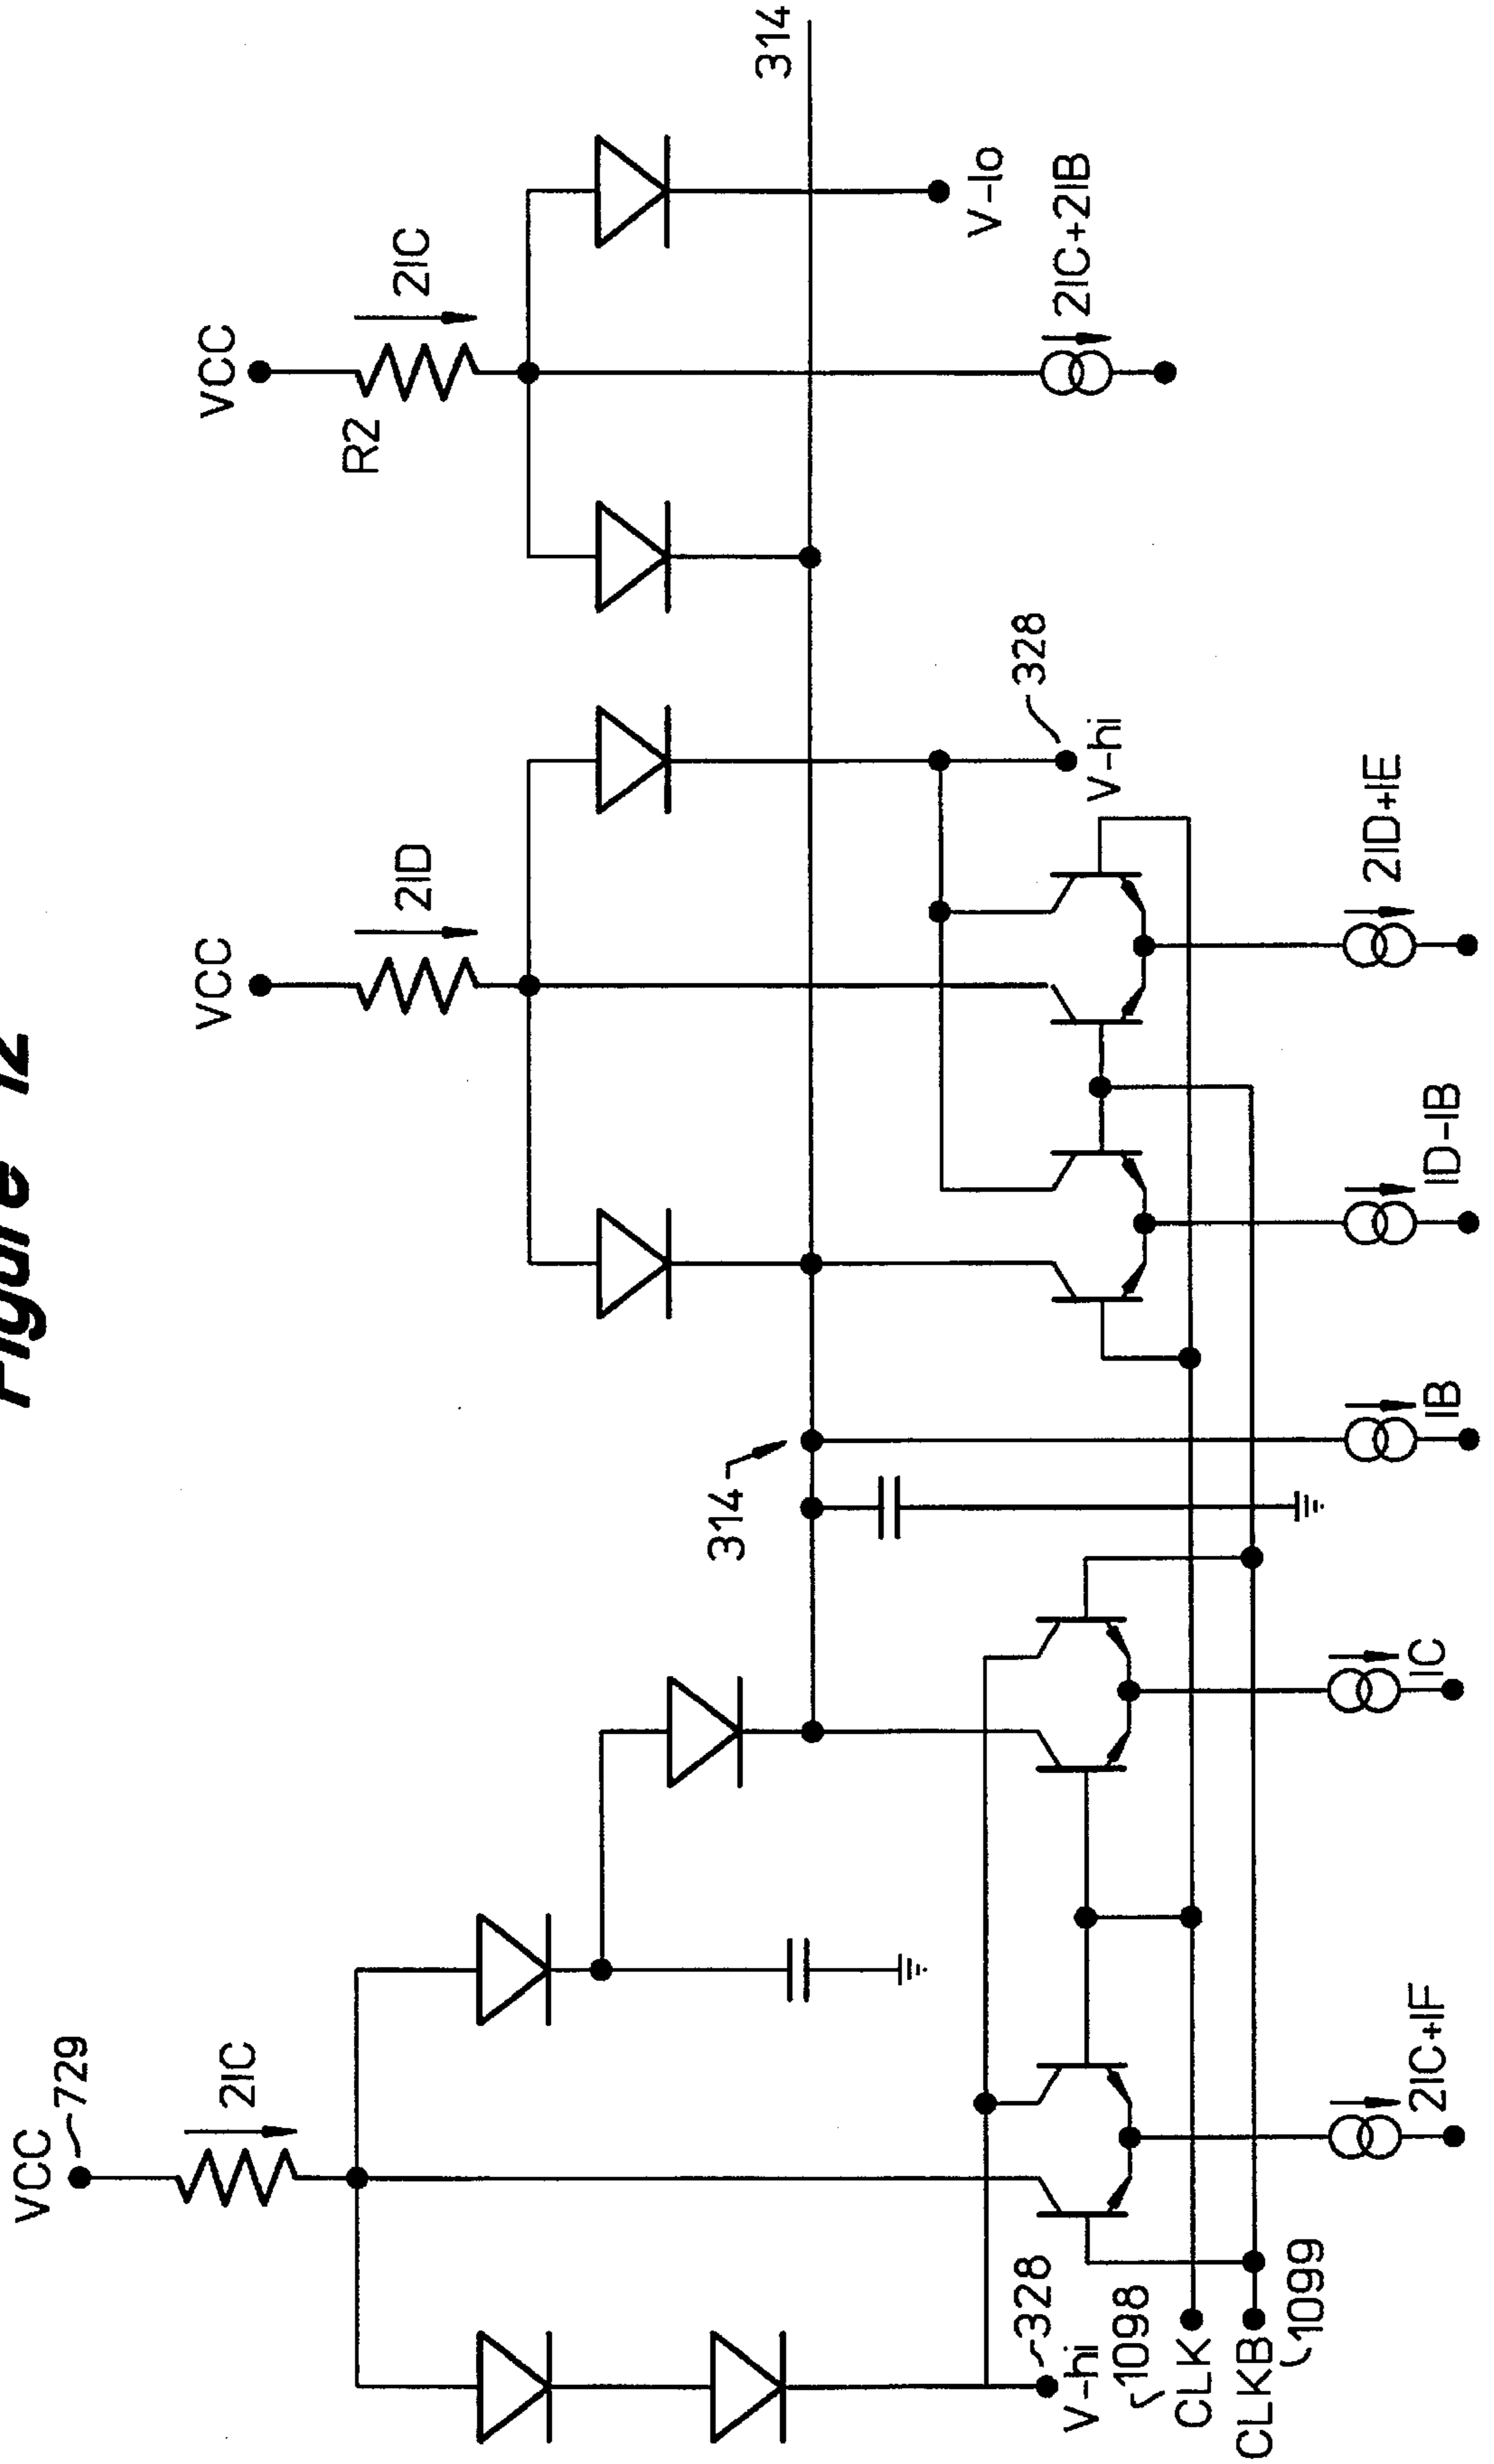 Figure 12
VCC
729
2IC
VCC
2ID
VCC
R2
2IC
314
314
V-lo
2IC+2IB
328
V-hi
328
V-hi
1098
CLK
CLKB
1099
2IC+IF
IC
IB
ID-IB
2ID+IE